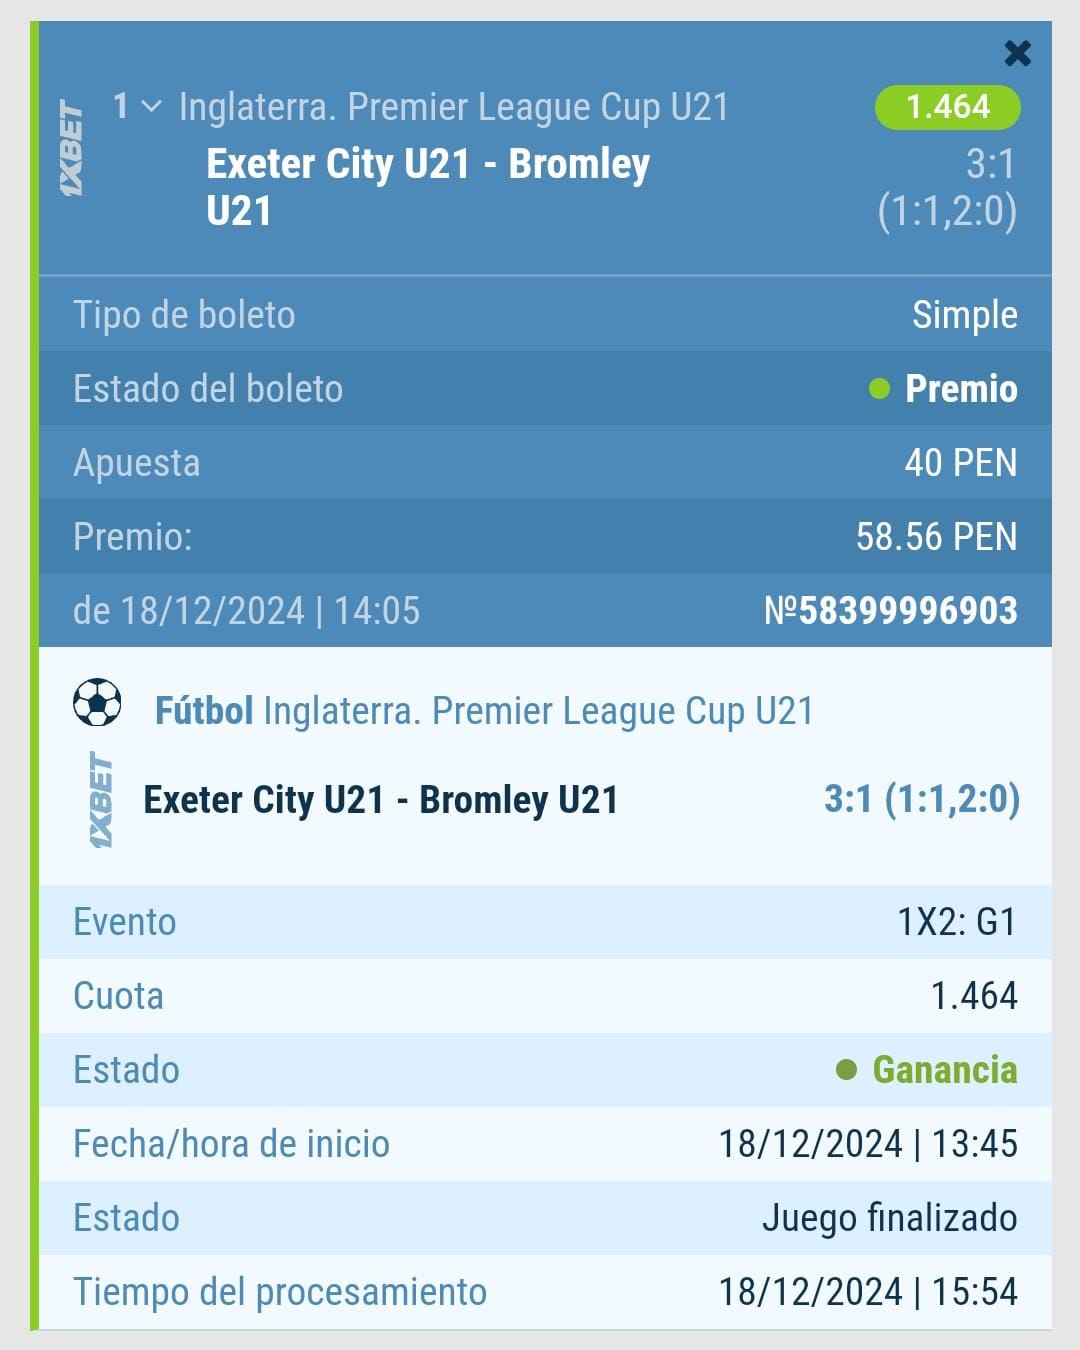 1XBET
1 Inglaterra. Premier League Cup U21 1.464
Exeter City U21 - Bromley 3:1
U21 (1:1,2:0)
Tipo de boleto Simple
Estado del boleto Premio
Apuesta 40 PEN
Premio: 58.56 PEN
de 18/12/2024 | 14:05 №58399996903
Fútbol Inglaterra. Premier League Cup U21
1XBET
Exeter City U21 - Bromley U21 3:1 (1:1,2:0)
Evento 1X2: G1
Cuota 1.464
Estado Ganancia
Fecha/hora de inicio 18/12/2024 | 13:45
Estado Juego finalizado
Tiempo del procesamiento 18/12/2024 | 15:54